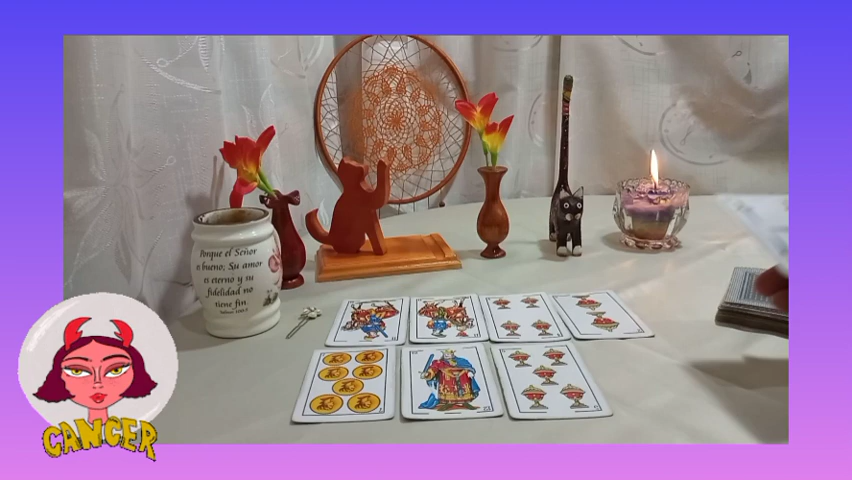 Porque el Señor
es bueno; Su amor
es eterno y su
fidelidad no
tiene fin.
CANCER